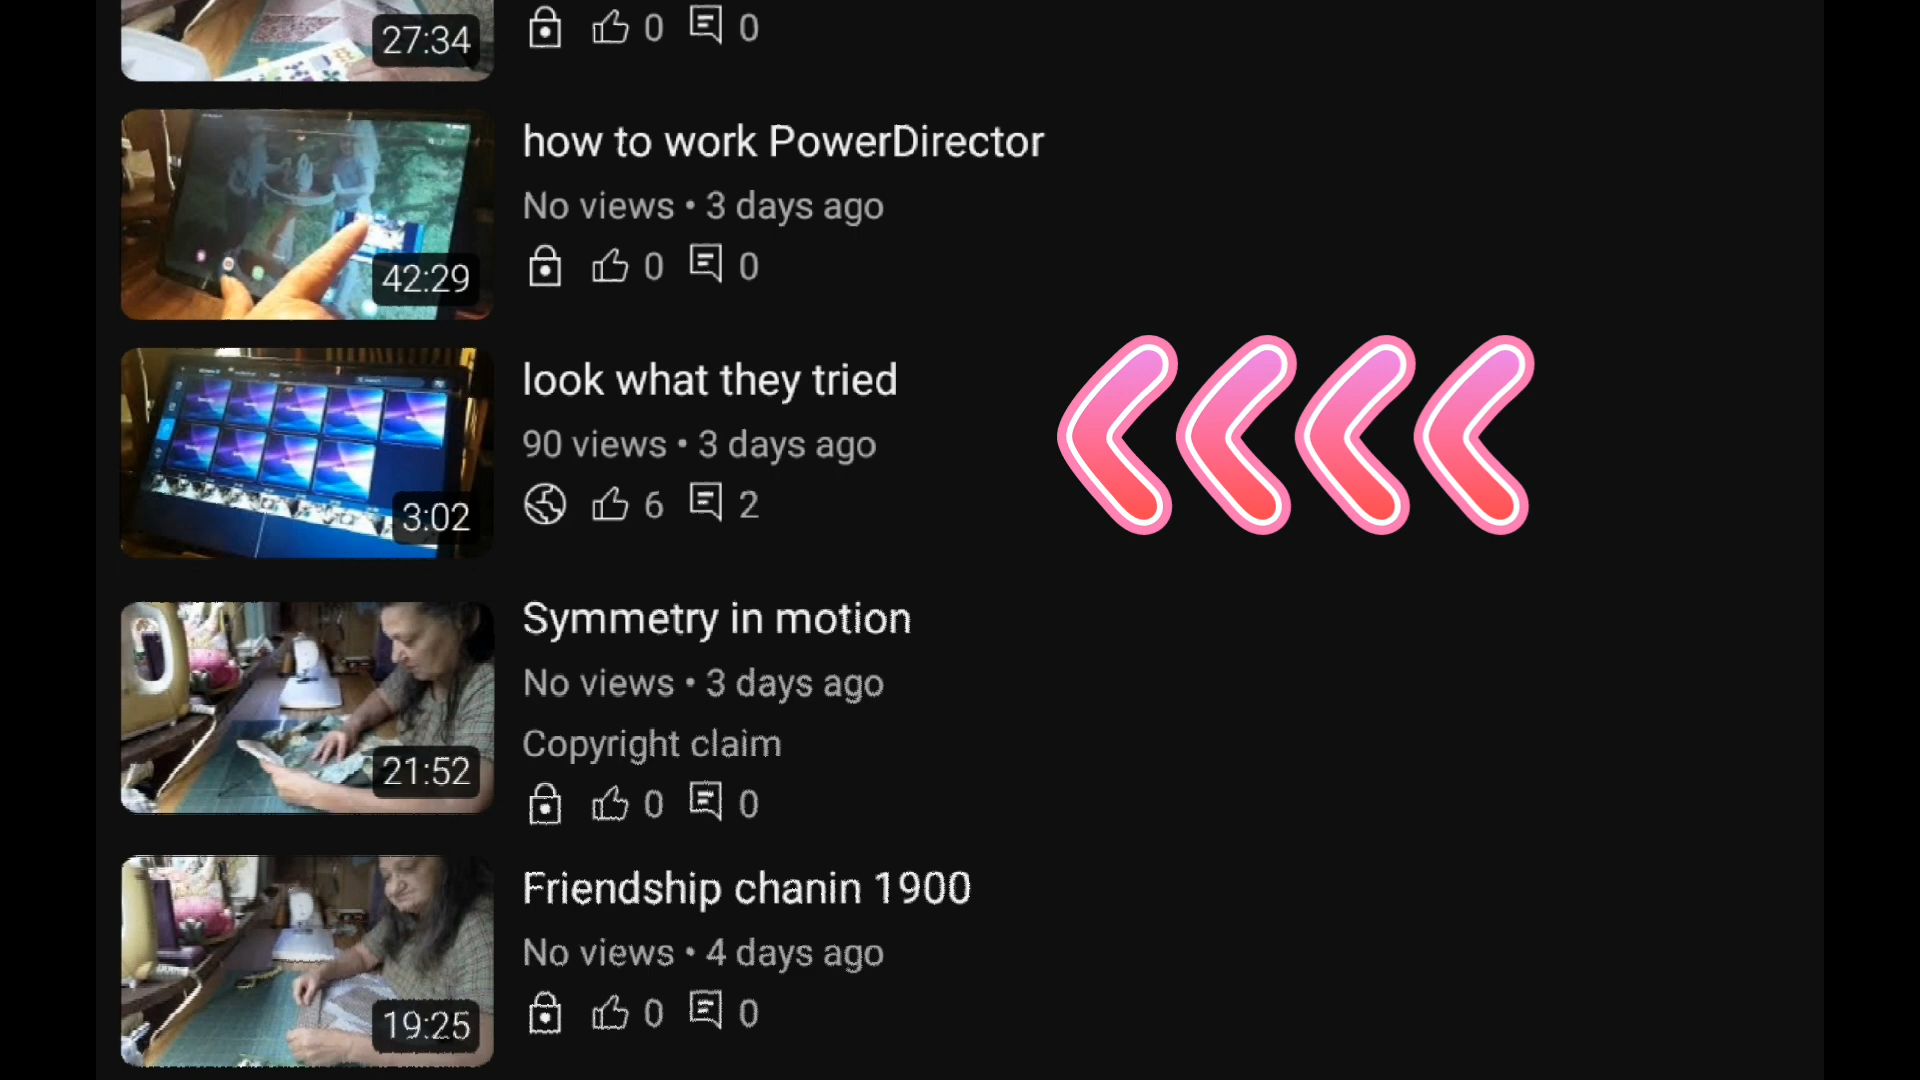 27:34
0 0
how to work PowerDirector
No views • 3 days ago
0 0
42:29
look what they tried
90 views • 3 days ago
6 2
3:02
Symmetry in motion
No views • 3 days ago
Copyright claim
0 0
21:52
Friendship chanin 1900
No views • 4 days ago
0 0
19:25